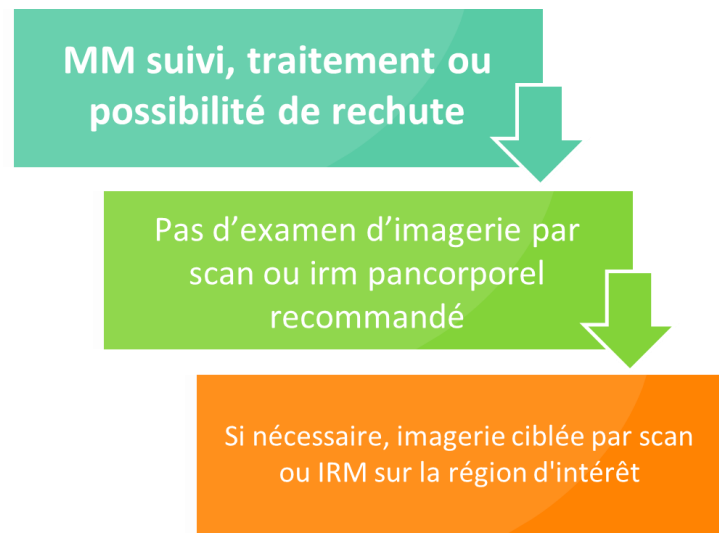 MM suivi, traitement ou
possibilité de rechute
Pas d’examen d’imagerie par
scan ou irm pancorporel
recommandé
Si nécessaire, imagerie ciblée par scan
ou IRM sur la région d'intérêt